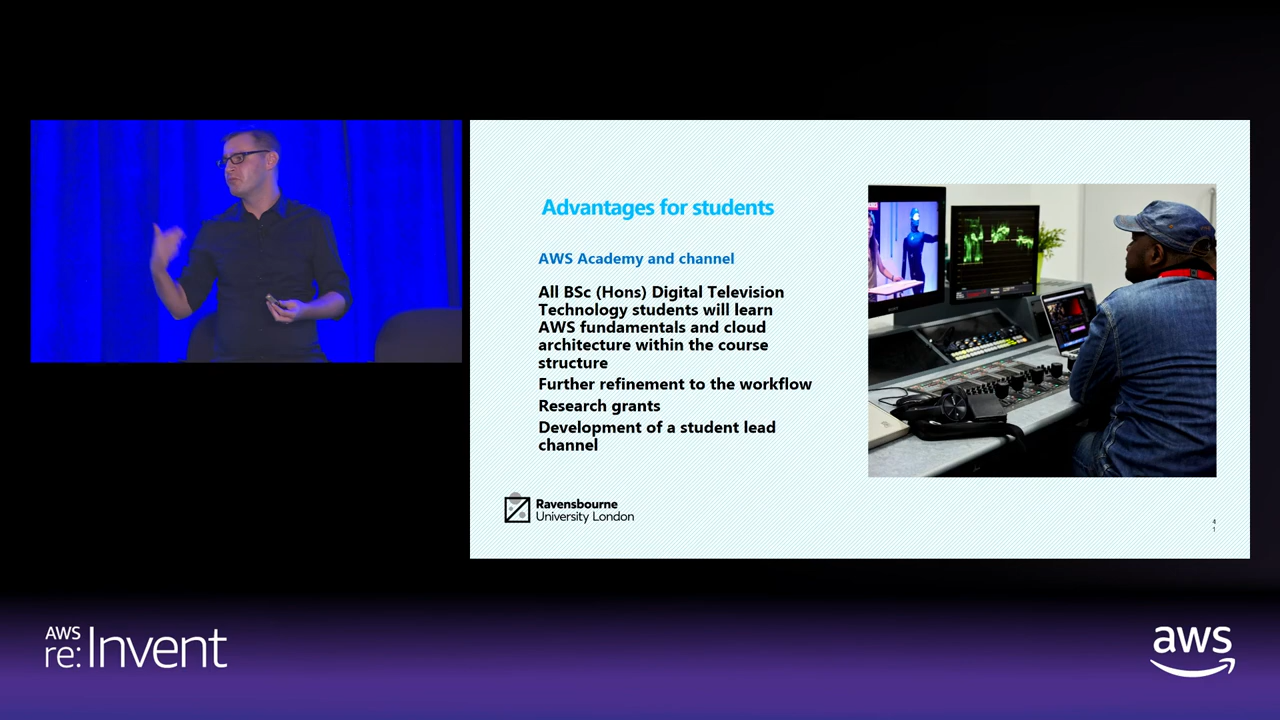 Advantages for students
AWS Academy and channel
All BSc (Hons) Digital Television
Technology students will learn
AWS fundamentals and cloud
architecture within the course
structure
Further refinement to the workflow
Research grants
Development of a student lead
channel
Ravensbourne
University London
4
1
AWS
re:Invent
aws